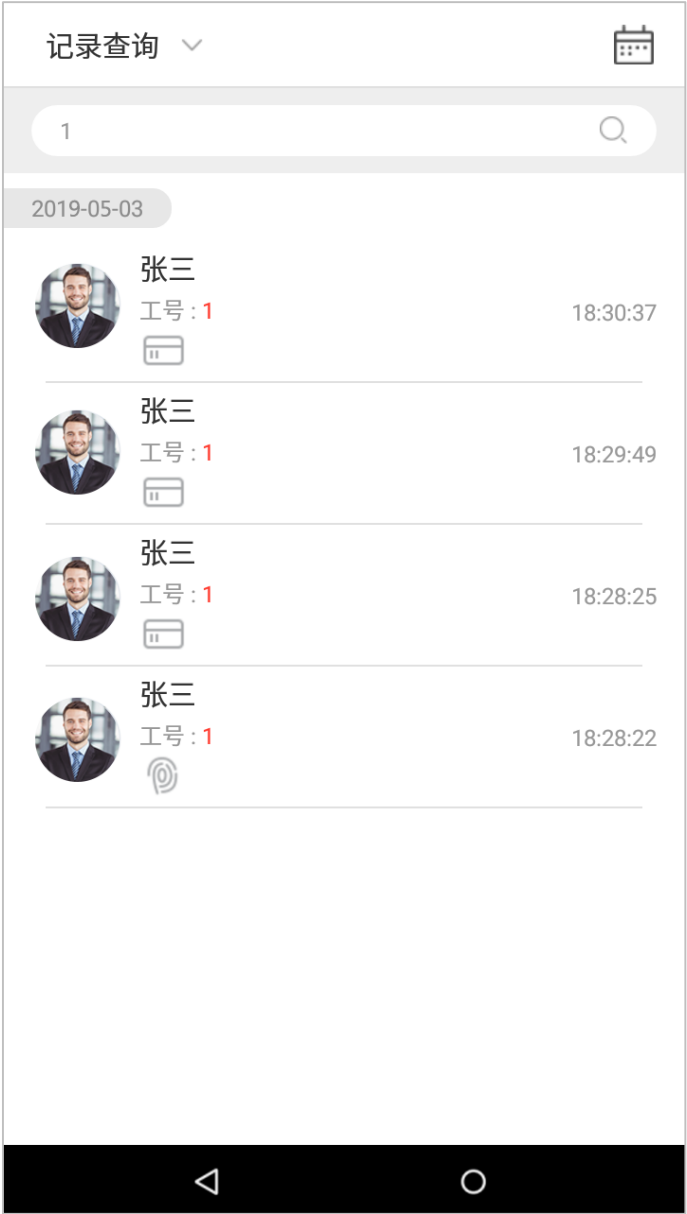 记录查询
1
2019-05-03
张三
工号 : 1
18:30:37
张三
工号 : 1
18:29:49
张三
工号 : 1
18:28:25
张三
工号 : 1
18:28:22